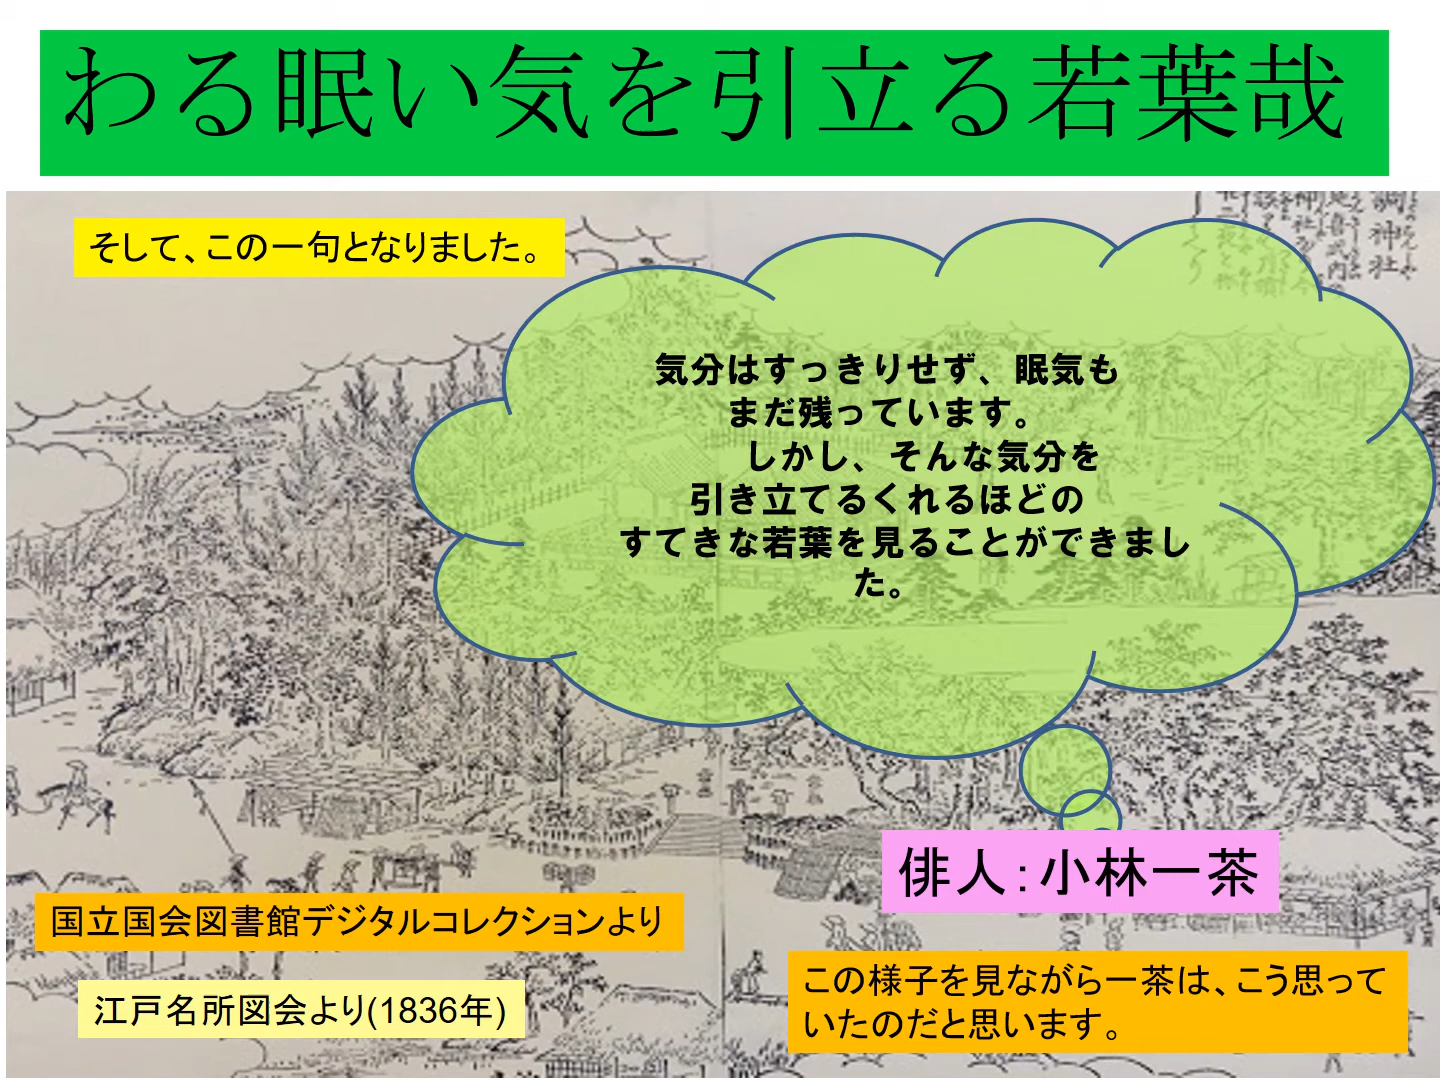 わる眠い気を引立る若葉哉
そして、この一句となりました。
調神社
気分はすっきりせず、眠気も
まだ残っています。
しかし、そんな気分を
引き立てるくれるほどの
すてきな若葉を見ることができまし
た。
俳人：小林一茶
国立国会図書館デジタルコレクションより
この様子を見ながら一茶は、こう思って
いたのだと思います。
江戸名所図会より(1836年)